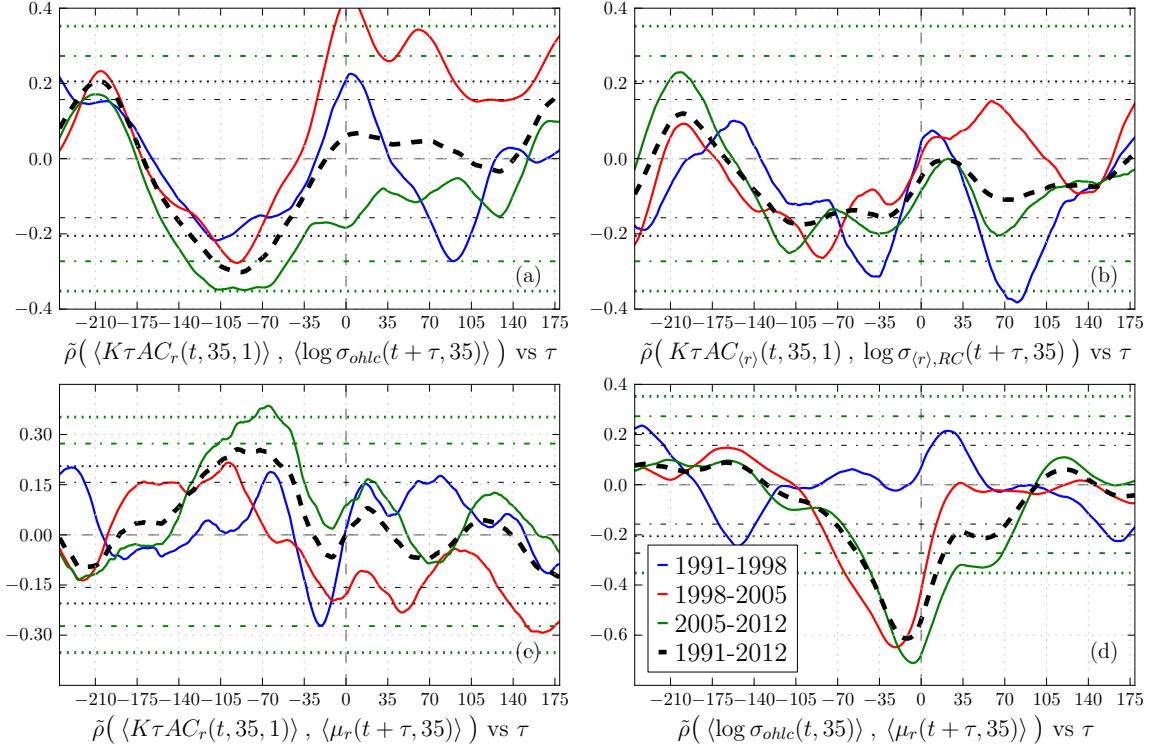 0.4
0.2
0.0
−0.2
−0.4
(a)
−210 −175 −140 −105 −70 −35 0 35 70 105 140 175
ρ̃( ⟨KτAC_r(t, 35, 1)⟩ , ⟨log σ_ohlc(t + τ, 35)⟩ ) vs τ
0.4
0.2
0.0
−0.2
−0.4
(b)
−210 −175 −140 −105 −70 −35 0 35 70 105 140 175
ρ̃( KτAC_⟨r⟩(t, 35, 1) , log σ_⟨r⟩,RC(t + τ, 35) ) vs τ
0.30
0.15
0.00
−0.15
−0.30
(c)
−210 −175 −140 −105 −70 −35 0 35 70 105 140 175
ρ̃( ⟨KτAC_r(t, 35, 1)⟩ , ⟨μ_r(t + τ, 35)⟩ ) vs τ
0.4
0.2
0.0
−0.2
−0.4
−0.6
1991-1998
1998-2005
2005-2012
1991-2012
(d)
−210 −175 −140 −105 −70 −35 0 35 70 105 140 175
ρ̃( ⟨log σ_ohlc(t, 35)⟩ , ⟨μ_r(t + τ, 35)⟩ ) vs τ